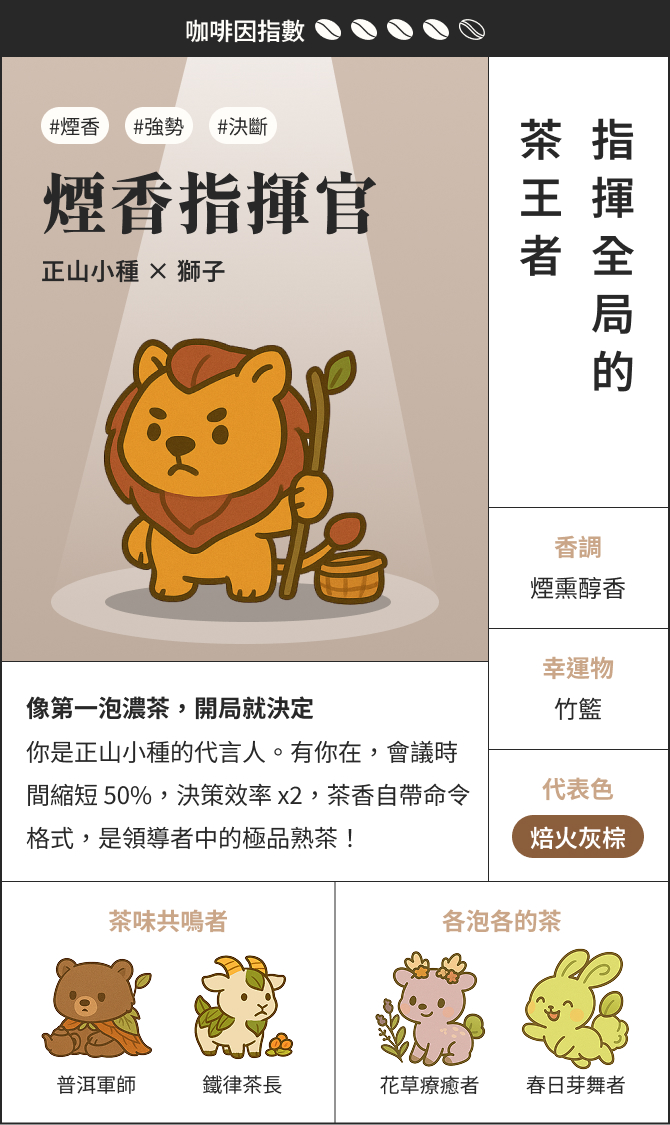 咖啡因指數
#煙香 #強勢 #決斷
煙香指揮官
正山小種 × 獅子
指揮全局的
茶王者
香調
煙熏醇香
幸運物
竹籃
代表色
焙火灰棕
像第一泡濃茶，開局就決定
你是正山小種的代言人。有你在，會議時
間縮短 50%，決策效率 x2，茶香自帶命令
格式，是領導者中的極品熟茶！
茶味共鳴者
普洱軍師
鐵律茶長
各泡各的茶
花草療癒者
春日芽舞者